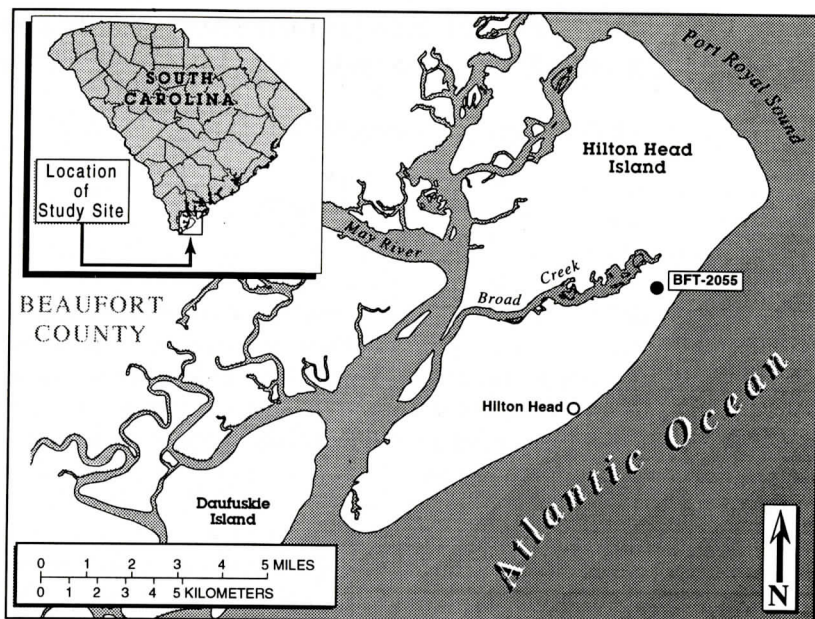 SOUTH
CAROLINA
Location
of
Study Site
Port Royal Sound
Hilton Head
Island
May River
Broad Creek
BFT-2055
BEAUFORT
COUNTY
Hilton Head
Atlantic Ocean
Daufuskie
Island
0 1 2 3 4 5 MILES
0 1 2 3 4 5 KILOMETERS
N